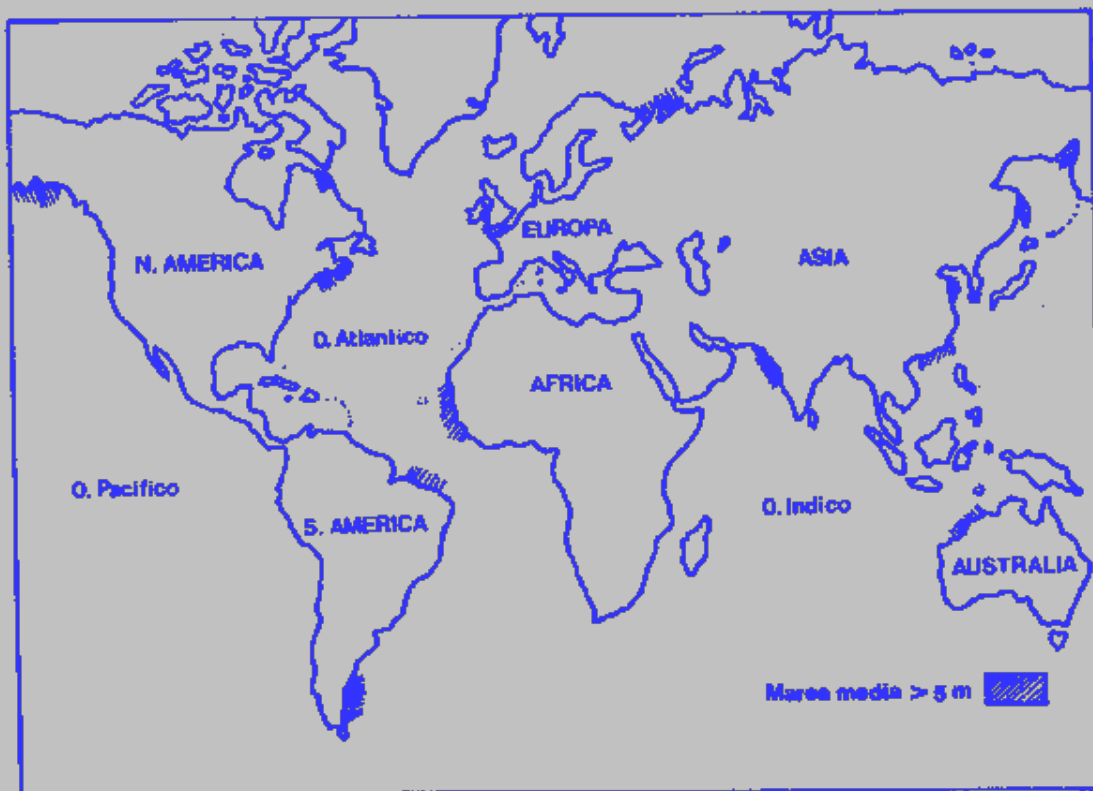 EUROPA
N. AMERICA
ASIA
O. Atlantico
AFRICA
O. Pacifico
S. AMERICA
O. Indico
AUSTRALIA
Marea media > 5 m